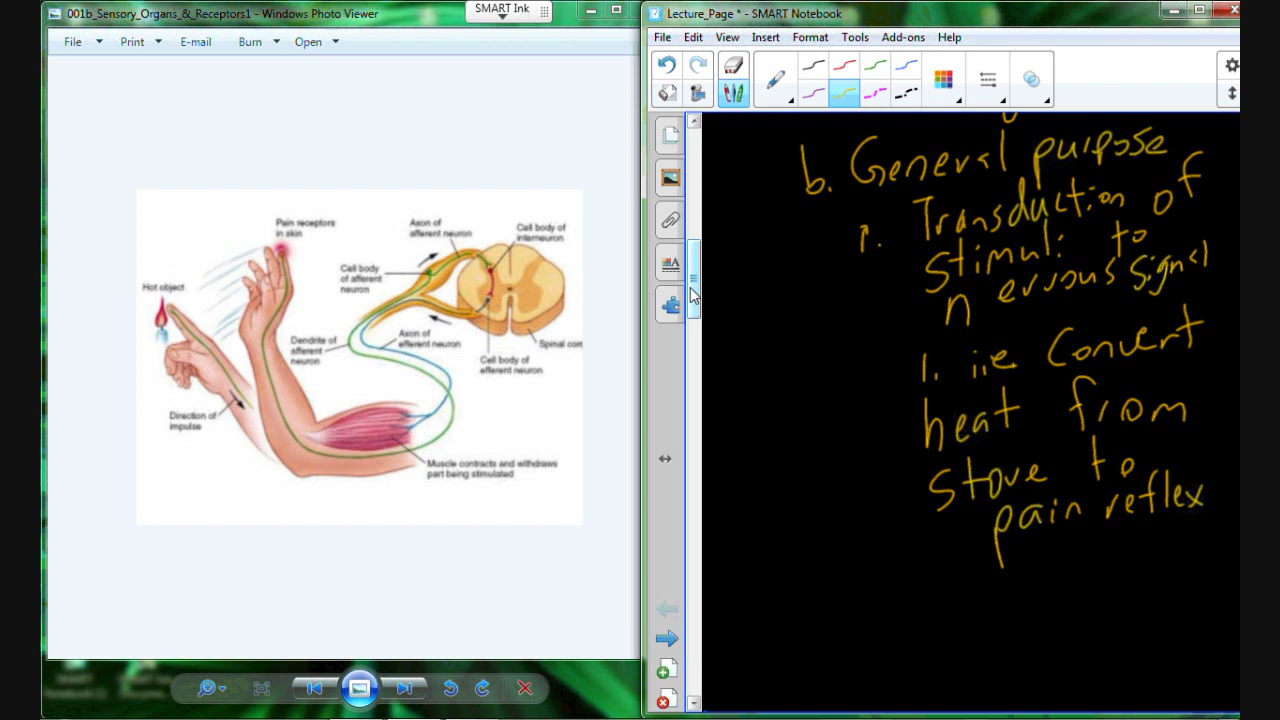 001b_Sensory_Organs_&_Receptors1 - Windows Photo Viewer
SMART Ink
File Print E-mail Burn Open
Pain receptors
in skin
Axon of
afferent neuron
Cell body of
interneuron
Cell body
of afferent
neuron
Hot object
Dendrite of
afferent
neuron
Axon of
efferent neuron
Spinal cor
Cell body of
efferent neuron
Direction of
impulse
Muscle contracts and withdraws
part being stimulated
Lecture_Page * - SMART Notebook
File Edit View Insert Format Tools Add-ons Help
b. General purpose
i. Transduction of
stimuli to
nervous signal
1. i.e. Convert
heat from
stove to
pain reflex